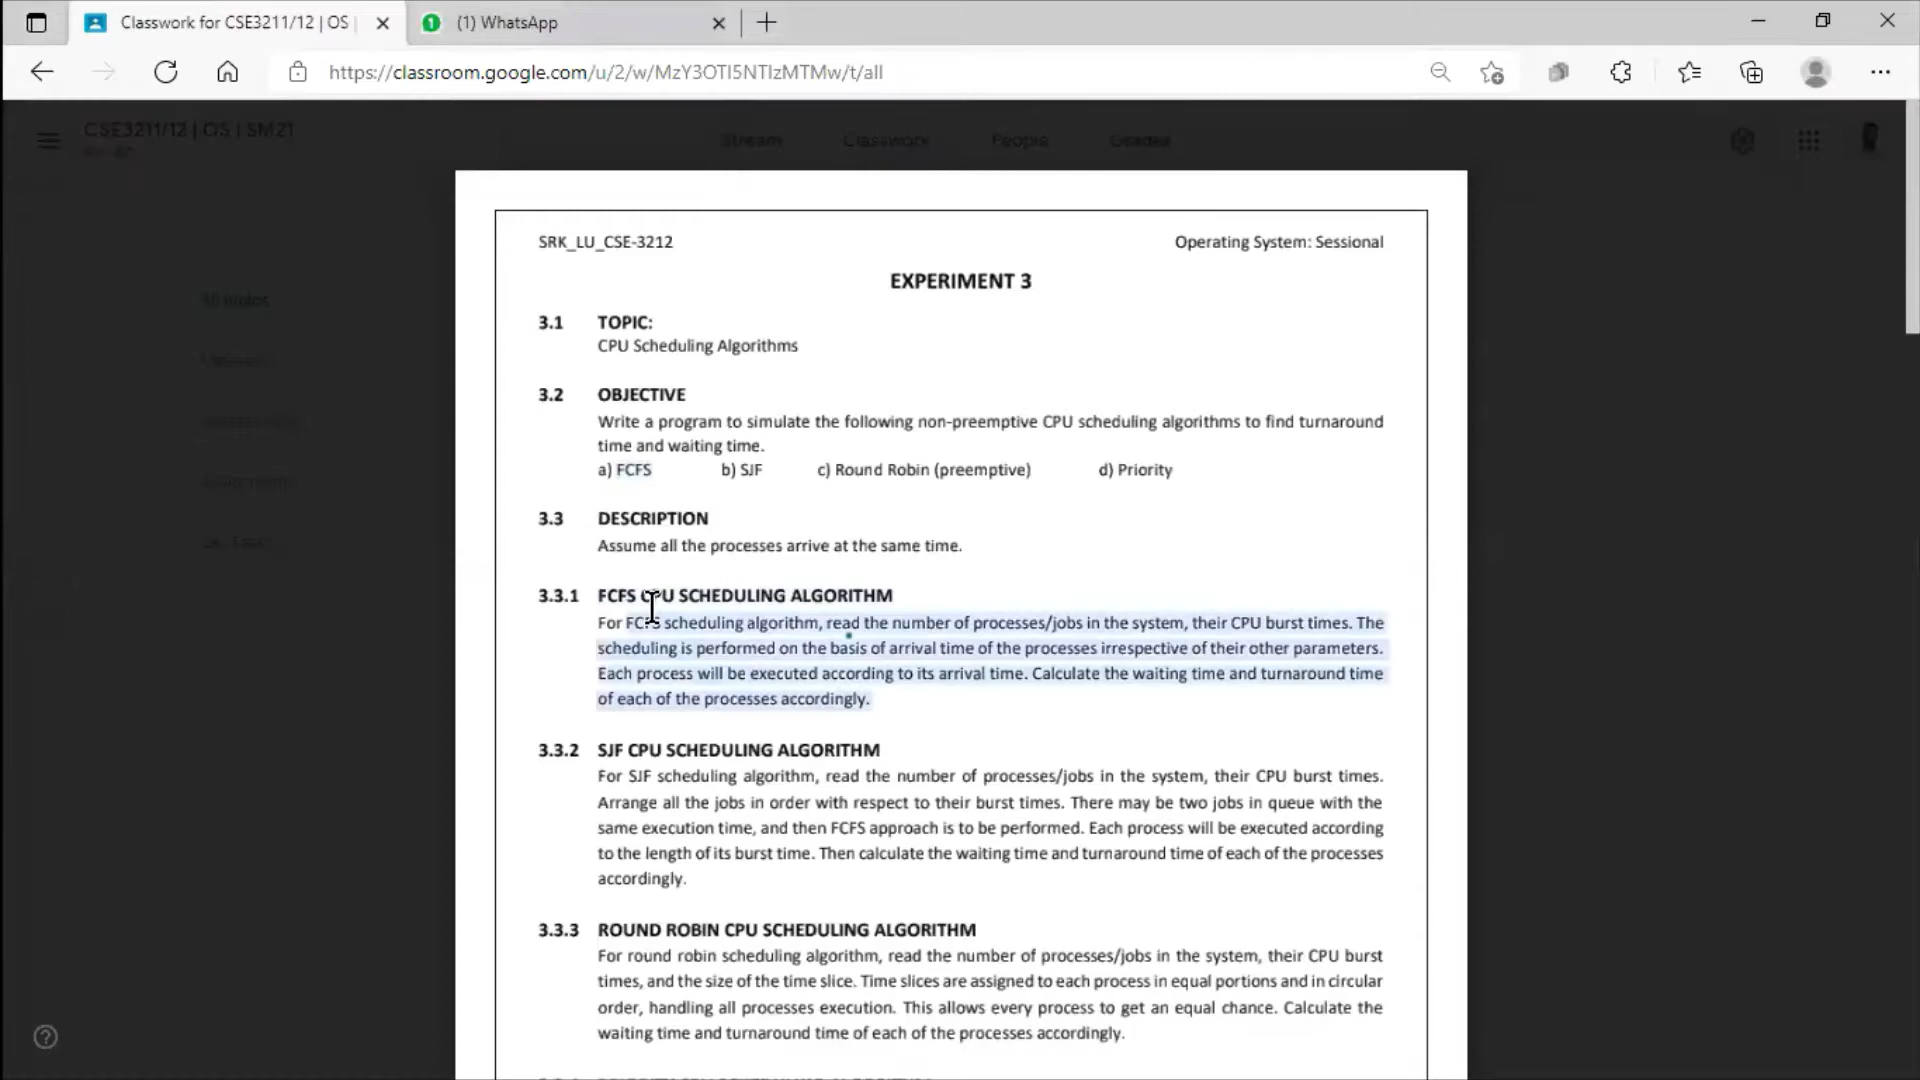 Classwork for CSE3211/12 | OS |
(1) WhatsApp
https://classroom.google.com/u/2/w/MzY3OTI5NTIzMTMw/t/all
CSE3211/12 | OS | SM21
Stream Classwork People Grades
SRK_LU_CSE-3212 Operating System: Sessional
EXPERIMENT 3
3.1 TOPIC:
CPU Scheduling Algorithms
3.2 OBJECTIVE
Write a program to simulate the following non-preemptive CPU scheduling algorithms to find turnaround
time and waiting time.
a) FCFS b) SJF c) Round Robin (preemptive) d) Priority
3.3 DESCRIPTION
Assume all the processes arrive at the same time.
3.3.1 FCFS CPU SCHEDULING ALGORITHM
For FCFS scheduling algorithm, read the number of processes/jobs in the system, their CPU burst times. The
scheduling is performed on the basis of arrival time of the processes irrespective of their other parameters.
Each process will be executed according to its arrival time. Calculate the waiting time and turnaround time
of each of the processes accordingly.
3.3.2 SJF CPU SCHEDULING ALGORITHM
For SJF scheduling algorithm, read the number of processes/jobs in the system, their CPU burst times.
Arrange all the jobs in order with respect to their burst times. There may be two jobs in queue with the
same execution time, and then FCFS approach is to be performed. Each process will be executed according
to the length of its burst time. Then calculate the waiting time and turnaround time of each of the processes
accordingly.
3.3.3 ROUND ROBIN CPU SCHEDULING ALGORITHM
For round robin scheduling algorithm, read the number of processes/jobs in the system, their CPU burst
times, and the size of the time slice. Time slices are assigned to each process in equal portions and in circular
order, handling all processes execution. This allows every process to get an equal chance. Calculate the
waiting time and turnaround time of each of the processes accordingly.